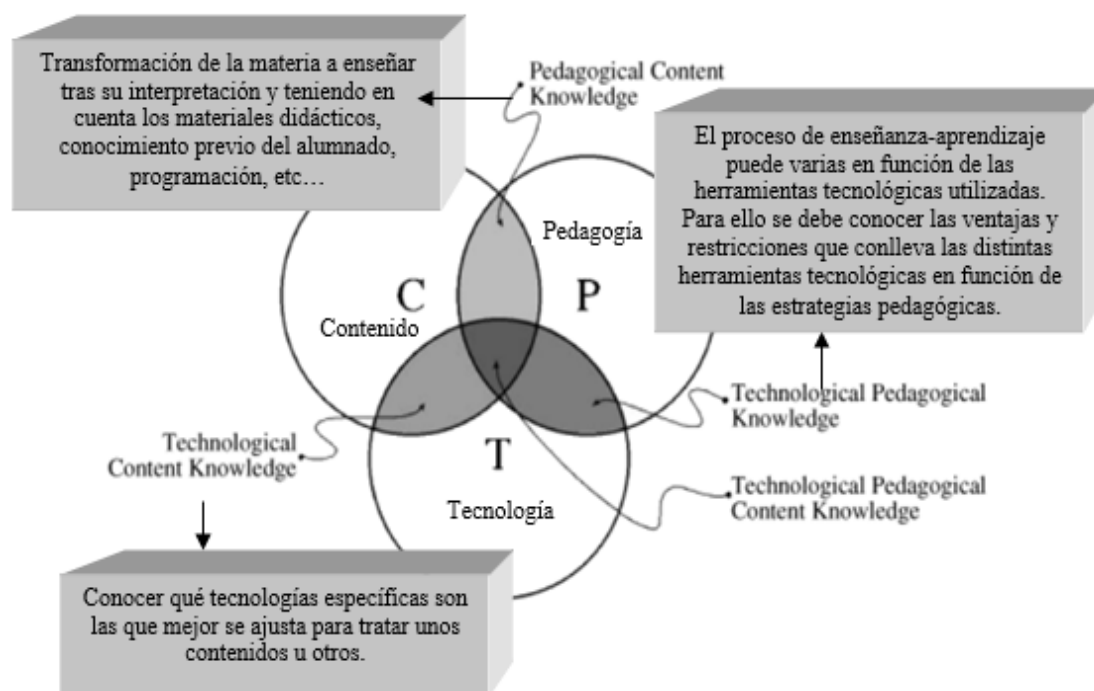 Transformación de la materia a enseñar
tras su interpretación y teniendo en
cuenta los materiales didácticos,
conocimiento previo del alumnado,
programación, etc…
Pedagogical Content
Knowledge
El proceso de enseñanza-aprendizaje
puede varias en función de las
herramientas tecnológicas utilizadas.
Para ello se debe conocer las ventajas y
restricciones que conlleva las distintas
herramientas tecnológicas en función de
las estrategias pedagógicas.
Pedagogía
C
P
Contenido
Technological Pedagogical
Knowledge
Technological
Content Knowledge
T
Technological Pedagogical
Content Knowledge
Tecnología
Conocer qué tecnologías específicas son
las que mejor se ajusta para tratar unos
contenidos u otros.